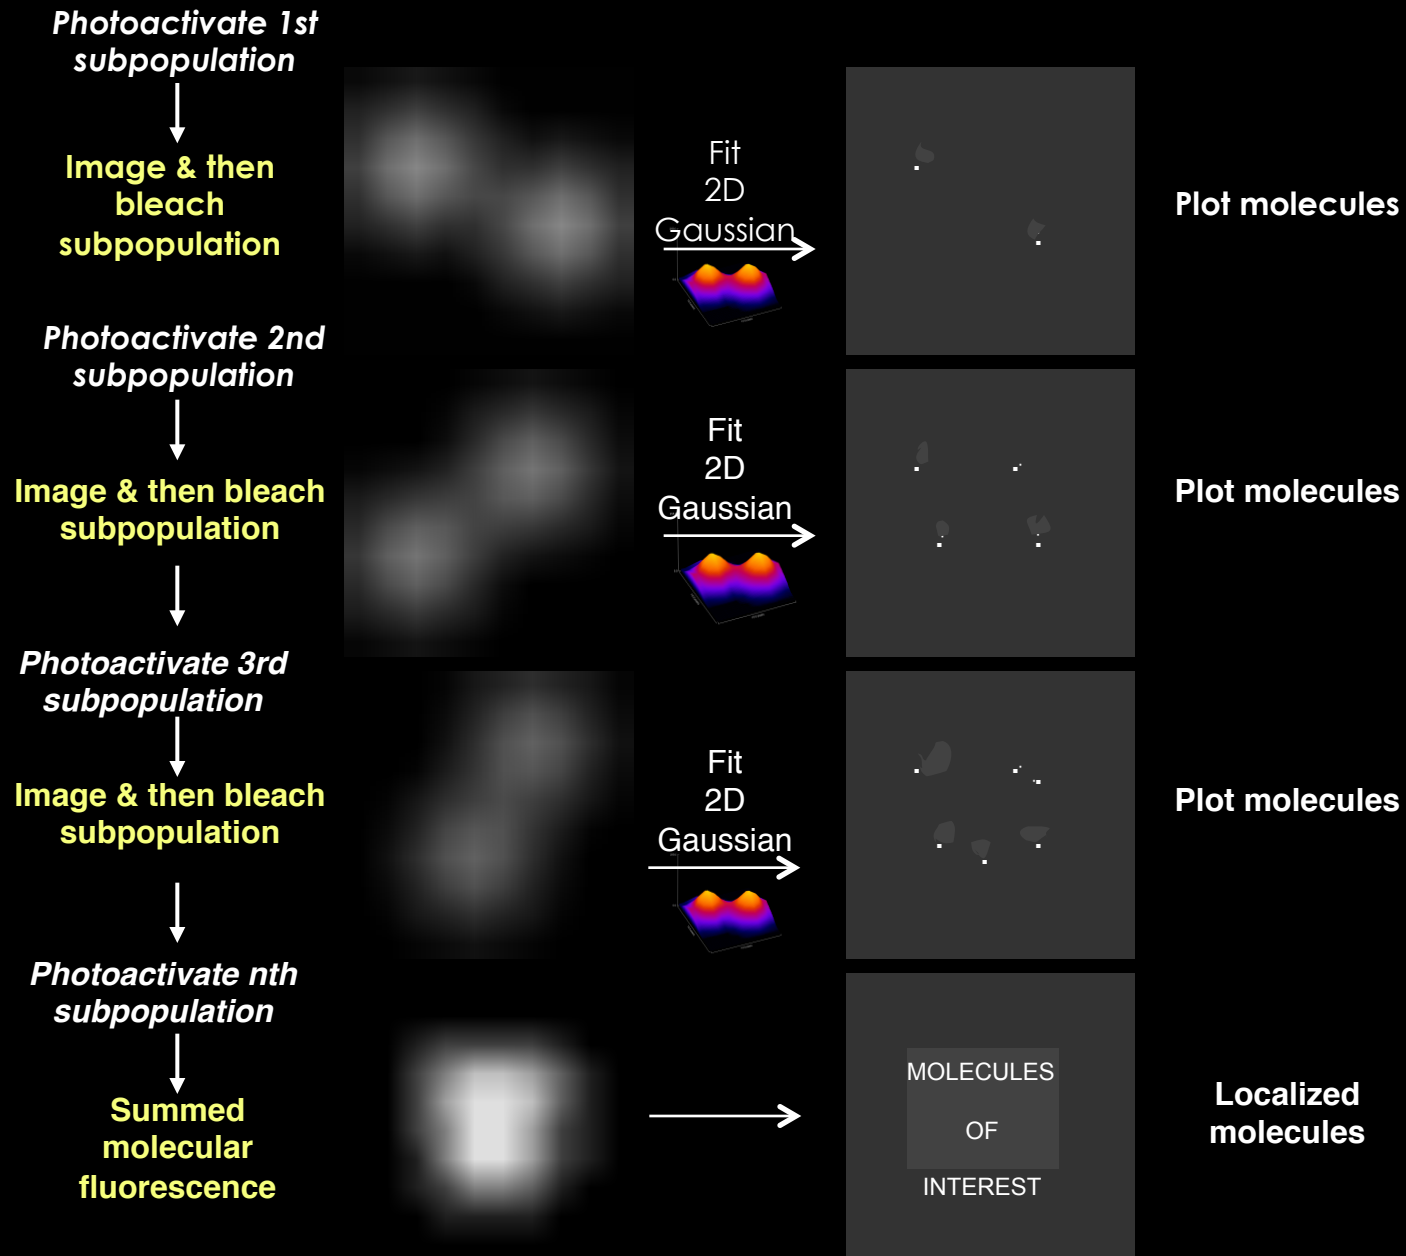 Photoactivate 1st
subpopulation
Image & then
bleach
subpopulation
Fit
2D
Gaussian
Plot molecules
Photoactivate 2nd
subpopulation
Image & then bleach
subpopulation
Fit
2D
Gaussian
Plot molecules
Photoactivate 3rd
subpopulation
Image & then bleach
subpopulation
Fit
2D
Gaussian
Plot molecules
Photoactivate nth
subpopulation
Summed
molecular
fluorescence
MOLECULES
OF
INTEREST
Localized
molecules